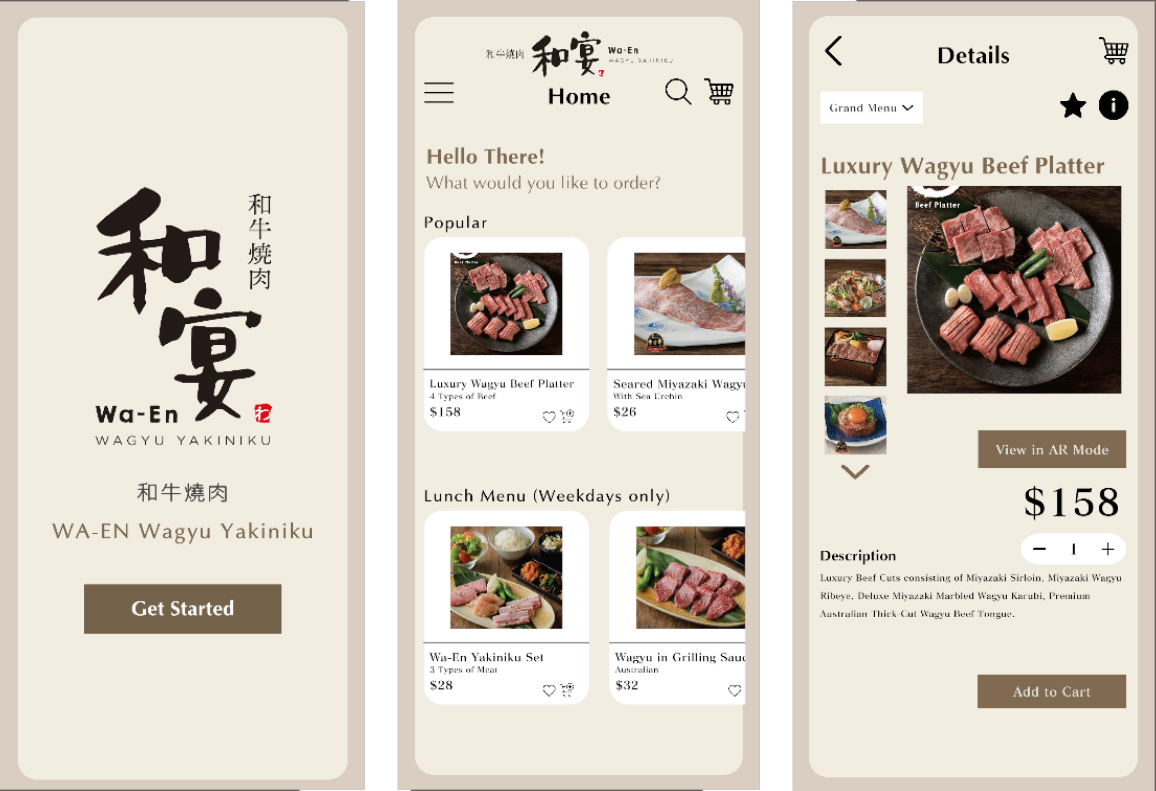 和宴
和牛燒肉
Wa-En
わ
WAGYU YAKINIKU
和牛燒肉
WA-EN Wagyu Yakiniku
Get Started
和牛燒肉
和宴
Wa-En
WAGYU YAKINIKU
Home
Hello There!
What would you like to order?
Popular
Beef Platter
Luxury Wagyu Beef Platter
4 Types of Beef
$158
Seared Miyazaki Wagyu
With Sea Urchin
$26
Lunch Menu (Weekdays only)
Wa-En Yakiniku Set
3 Types of Meat
$28
Wagyu in Grilling Sauc
Australian
$32
Details
Grand Menu
Luxury Wagyu Beef Platter
Beef Platter
View in AR Mode
$158
1
Description
Luxury Beef Cuts consisting of Miyazaki Sirloin, Miyazaki Wagyu
Ribeye, Deluxe Miyazaki Marbled Wagyu Karubi, Premium
Australian Thick-Cut Wagyu Beef Tongue.
Add to Cart